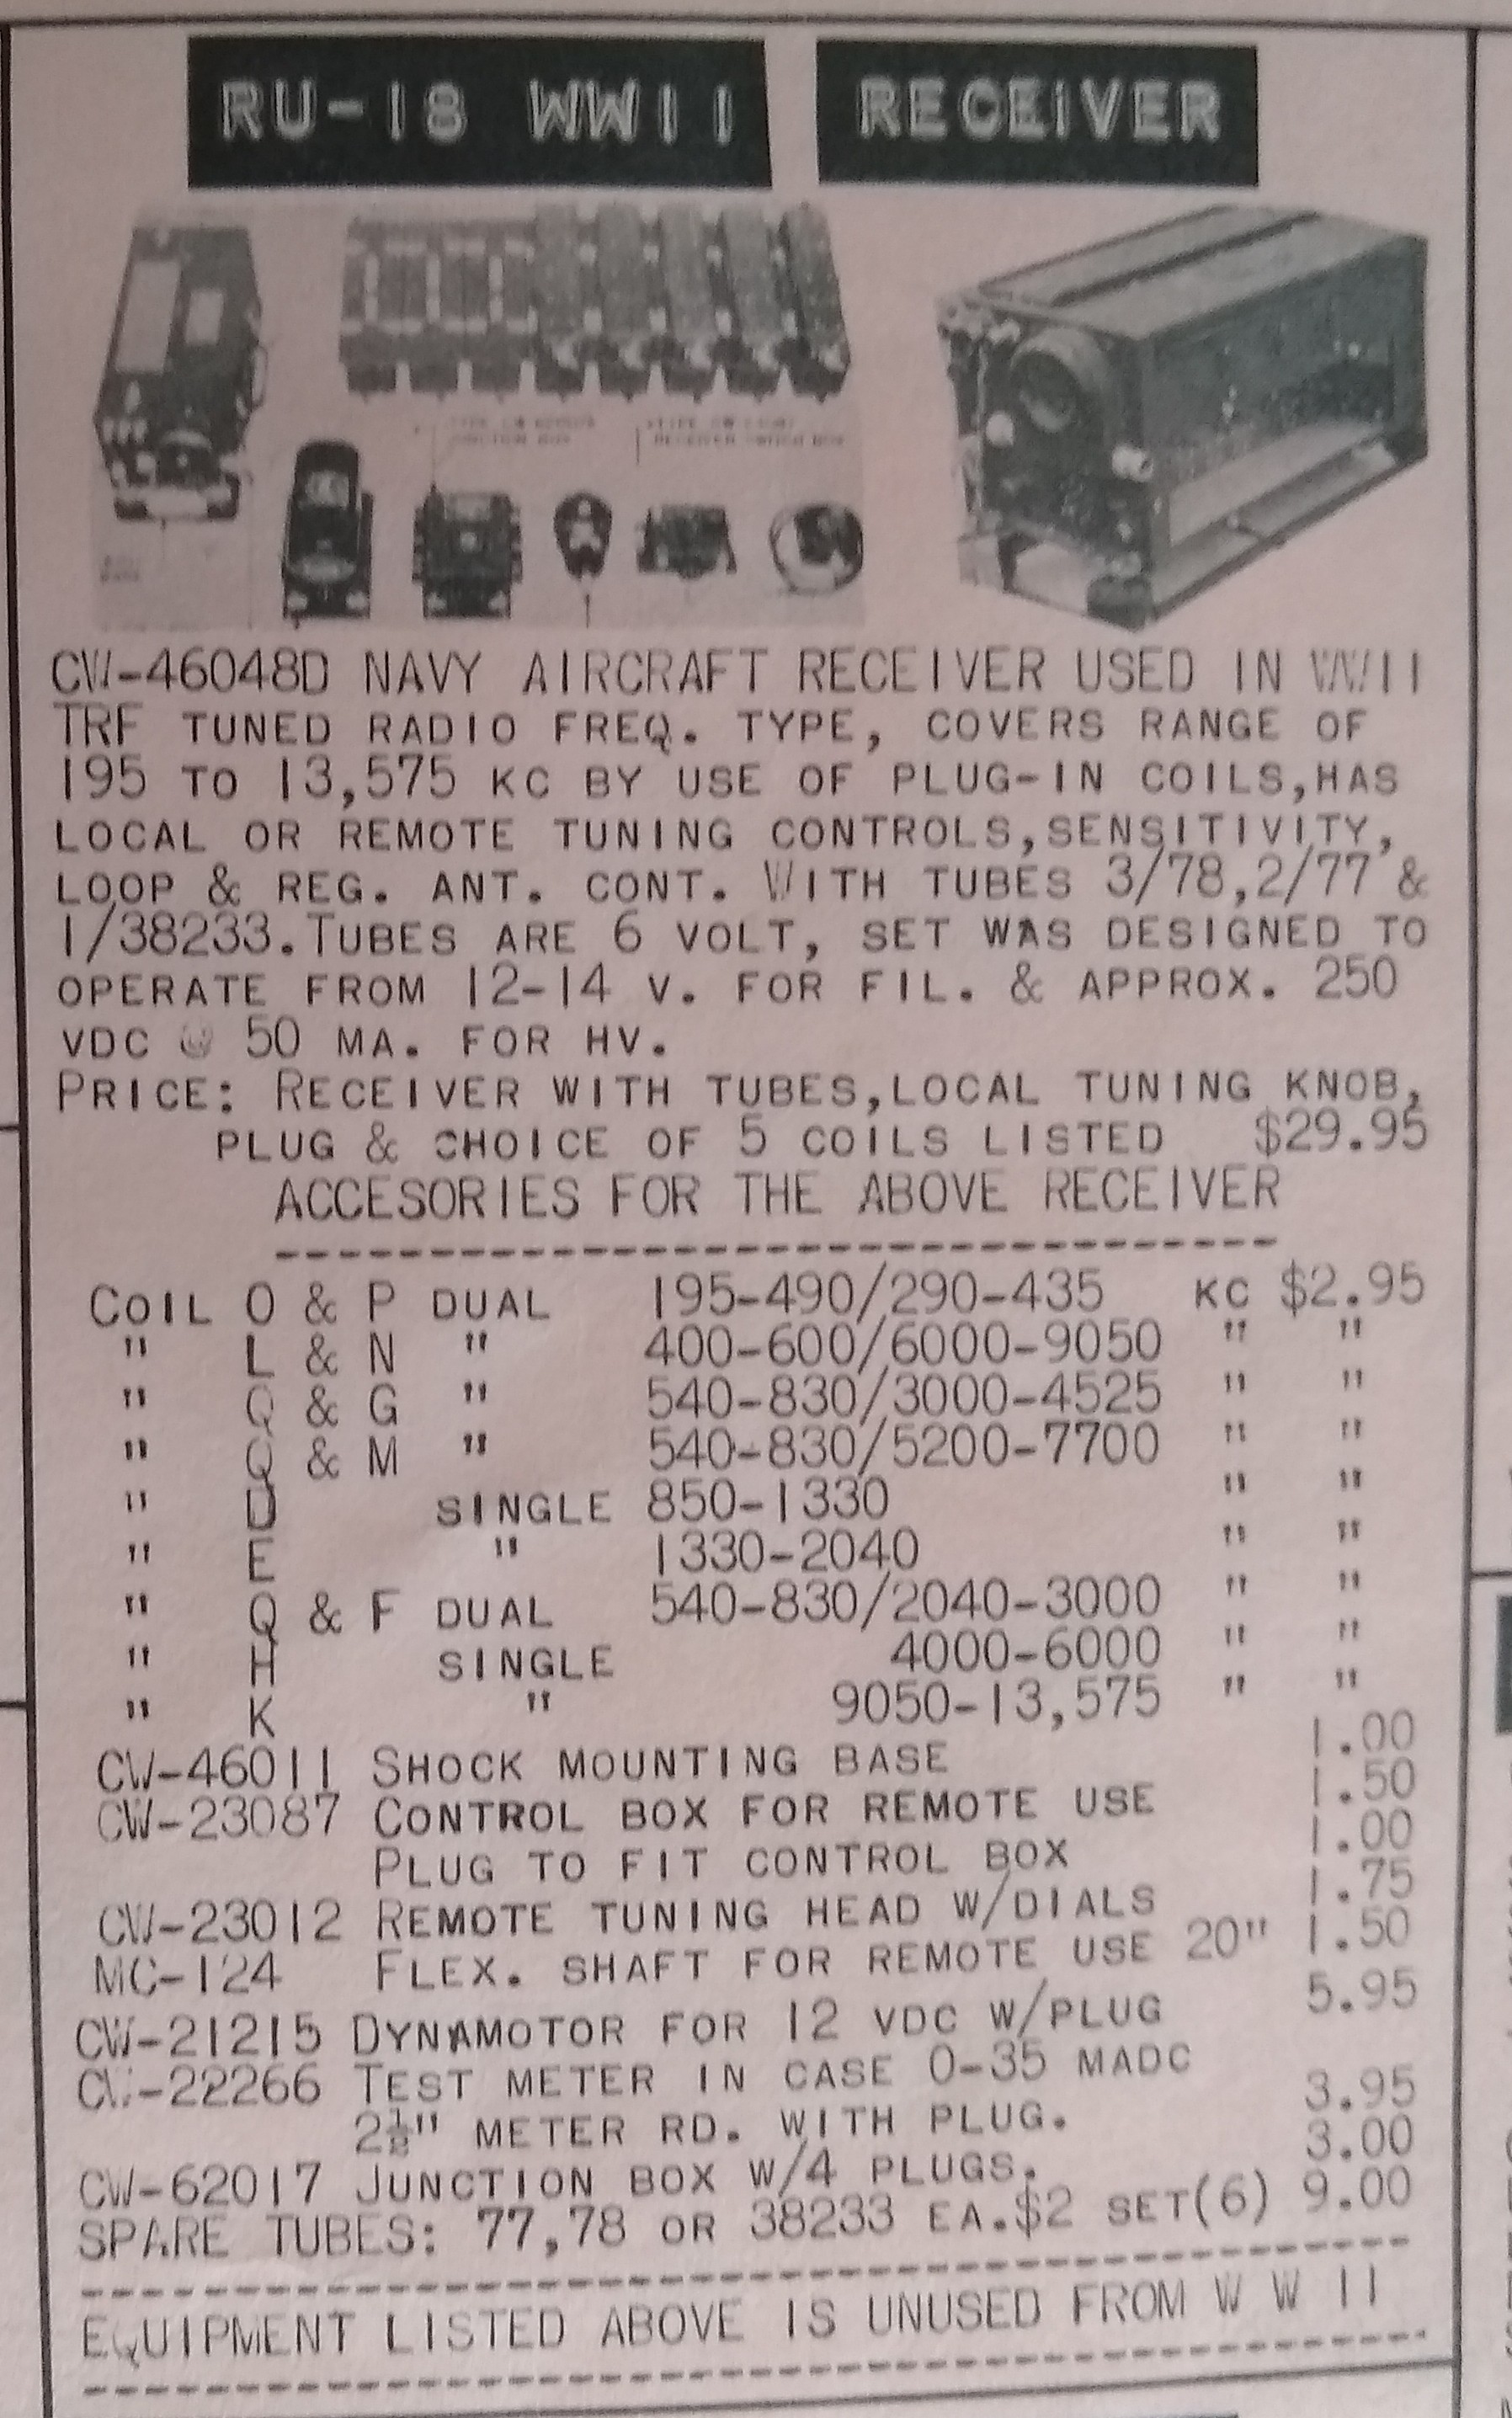 RU-18 WWII RECEIVER
CW-46048D NAVY AIRCRAFT RECEIVER USED IN WWII
TRF TUNED RADIO FREQ. TYPE, COVERS RANGE OF
195 TO 13,575 KC BY USE OF PLUG-IN COILS,HAS
LOCAL OR REMOTE TUNING CONTROLS,SENSITIVITY,
LOOP & REG. ANT. CONT. WITH TUBES 3/78,2/77 &
1/38233.TUBES ARE 6 VOLT, SET WAS DESIGNED TO
OPERATE FROM 12-14 V. FOR FIL. & APPROX. 250
VDC @ 50 MA. FOR HV.
PRICE: RECEIVER WITH TUBES,LOCAL TUNING KNOB,
PLUG & CHOICE OF 5 COILS LISTED $29.95
ACCESORIES FOR THE ABOVE RECEIVER
--------------------------------
COIL O & P DUAL 195-490/290-435 KC $2.95
" L & N " 400-600/6000-9050 " "
" Q & G " 540-830/3000-4525 " "
" Q & M " 540-830/5200-7700 " "
" D SINGLE 850-1330 " "
" E " 1330-2040 " "
" Q & F DUAL 540-830/2040-3000 " "
" H SINGLE 4000-6000 " "
" K " 9050-13,575 " "
CW-46011 SHOCK MOUNTING BASE 1.00
CW-23087 CONTROL BOX FOR REMOTE USE 1.50
PLUG TO FIT CONTROL BOX 1.00
CW-23012 REMOTE TUNING HEAD W/DIALS 1.75
MC-124 FLEX. SHAFT FOR REMOTE USE 20" 1.50
CW-21215 DYNAMOTOR FOR 12 VDC W/PLUG 5.95
CW-22266 TEST METER IN CASE 0-35 MADC
2½" METER RD. WITH PLUG. 3.95
CW-62017 JUNCTION BOX W/4 PLUGS. 3.00
SPARE TUBES: 77,78 OR 38233 EA.$2 SET(6) 9.00
--------------------------------
EQUIPMENT LISTED ABOVE IS UNUSED FROM W W II
--------------------------------